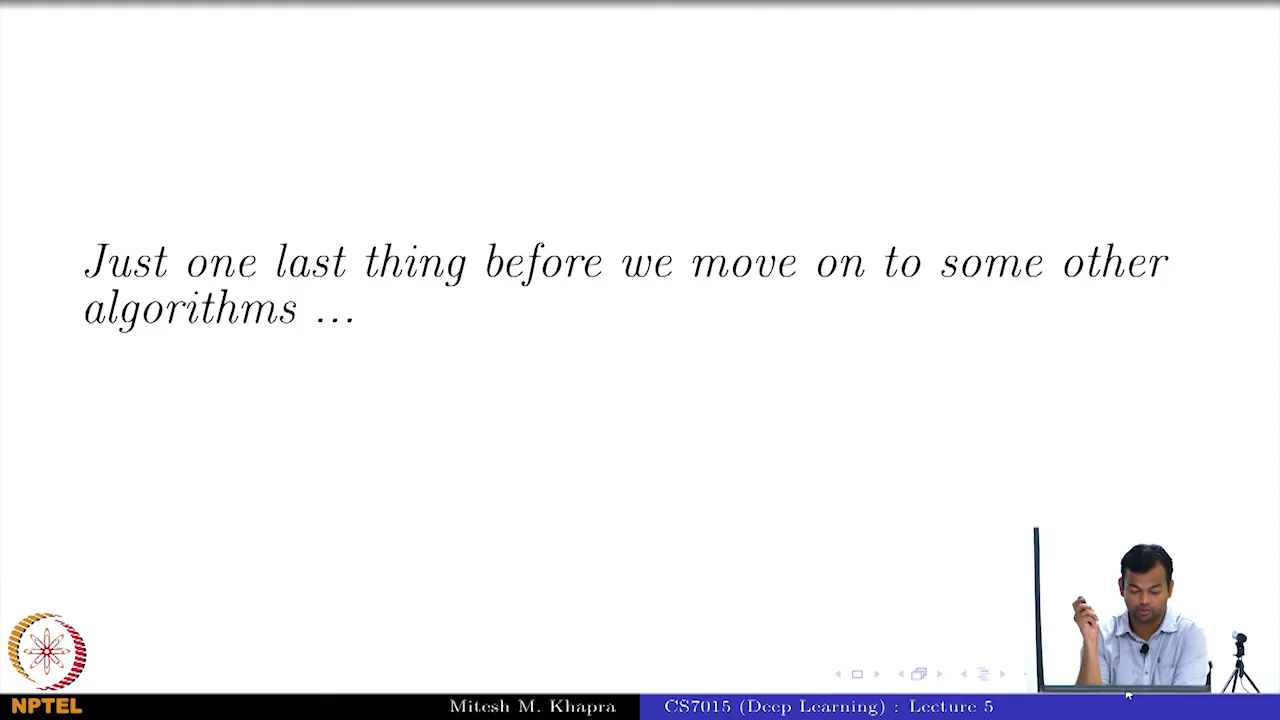 Just one last thing before we move on to some other
algorithms ...
NPTEL
Mitesh M. Khapra
CS7015 (Deep Learning) : Lecture 5